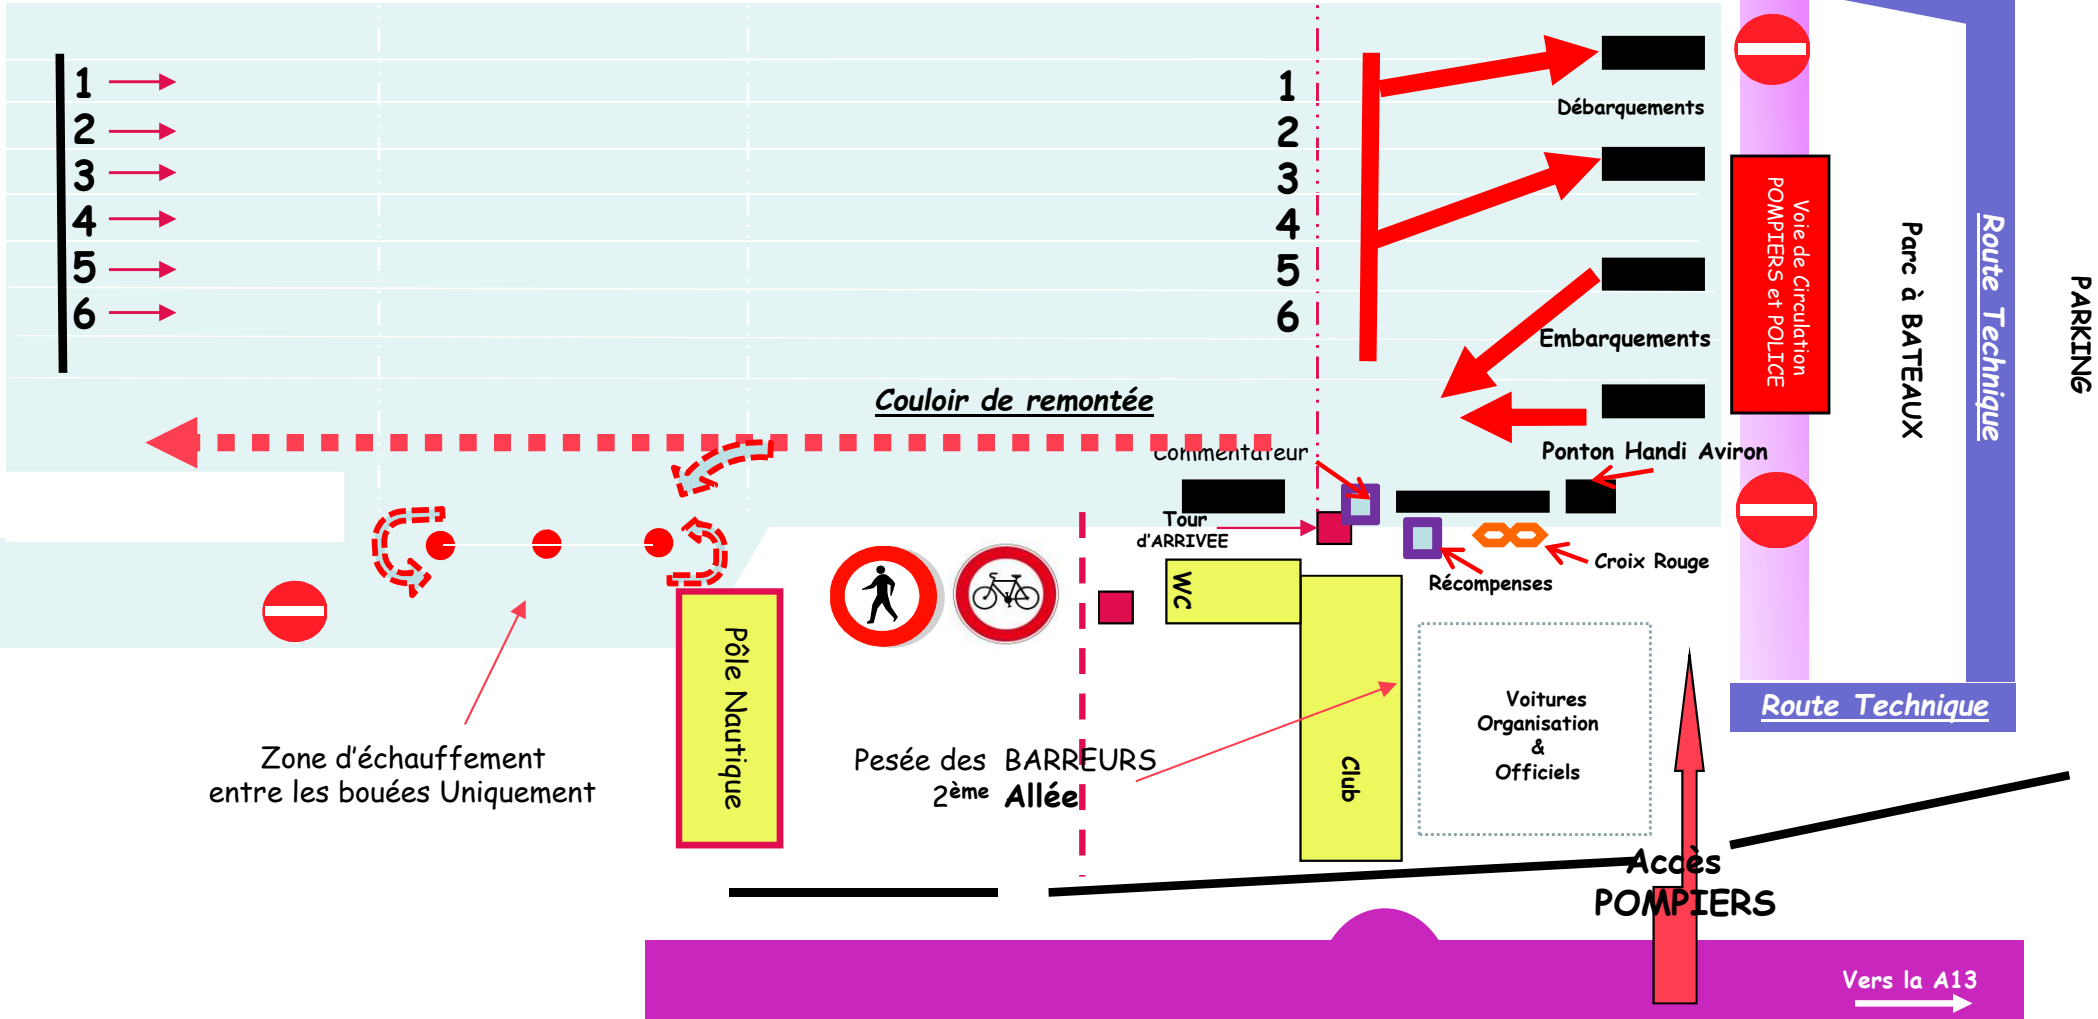 1
2
3
4
5
6
1
2
3
4
5
6
Débarquements
Embarquements
Couloir de remontée
Commentateur
Ponton Handi Aviron
Tour
d'ARRIVEE
Croix Rouge
Récompenses
Voie de Circulation
POMPIERS et POLICE
Parc à BATEAUX
Route Technique
PARKING
WC
Pôle Nautique
Club
Voitures
Organisation
&
Officiels
Route Technique
Zone d'échauffement
entre les bouées Uniquement
Pesée des BARREURS
2ème Allée
Accès
POMPIERS
Vers la A13